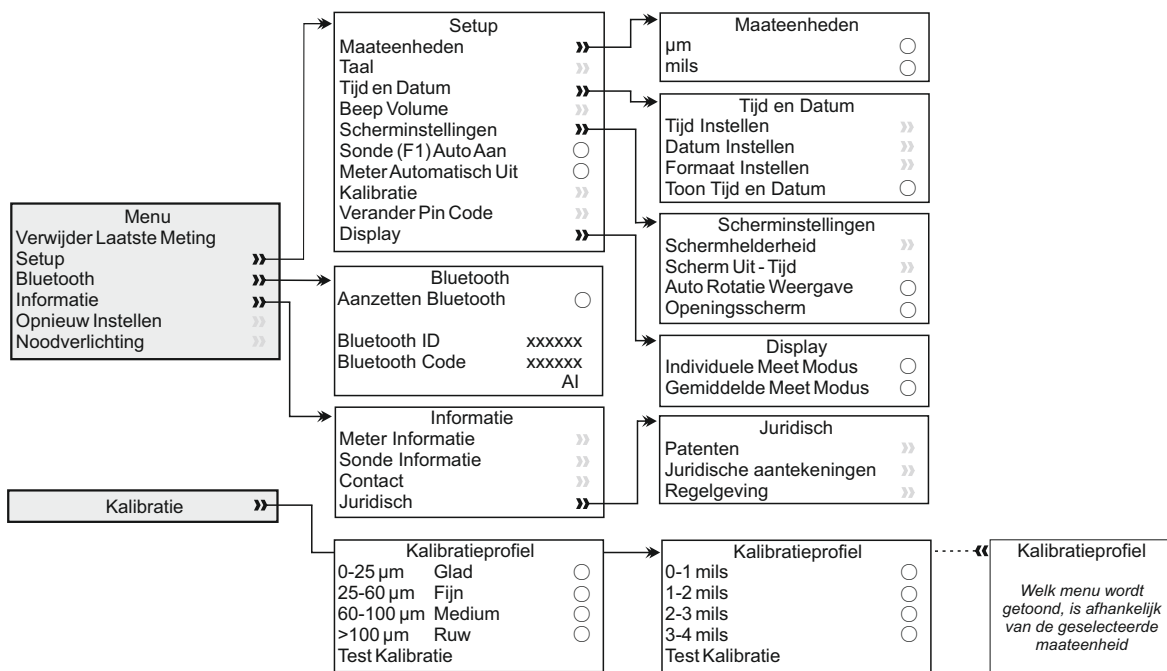 Menu
Verwijder Laatste Meting
Setup
Bluetooth
Informatie
Opnieuw Instellen
Noodverlichting
Kalibratie
Setup
Maateenheden
Taal
Tijd en Datum
Beep Volume
Scherminstellingen
Sonde (F1) Auto Aan
Meter Automatisch Uit
Kalibratie
Verander Pin Code
Display
Bluetooth
Aanzetten Bluetooth
Bluetooth ID xxxxxx
Bluetooth Code xxxxxx
AI
Informatie
Meter Informatie
Sonde Informatie
Contact
Juridisch
Kalibratieprofiel
0-25 µm Glad
25-60 µm Fijn
60-100 µm Medium
>100 µm Ruw
Test Kalibratie
Maateenheden
µm
mils
Tijd en Datum
Tijd Instellen
Datum Instellen
Formaat Instellen
Toon Tijd en Datum
Scherminstellingen
Schermhelderheid
Scherm Uit - Tijd
Auto Rotatie Weergave
Openingsscherm
Display
Individuele Meet Modus
Gemiddelde Meet Modus
Juridisch
Patenten
Juridische aantekeningen
Regelgeving
Kalibratieprofiel
0-1 mils
1-2 mils
2-3 mils
3-4 mils
Test Kalibratie
Kalibratieprofiel
Welk menu wordt
getoond, is afhankelijk
van de geselecteerde
maateenheid